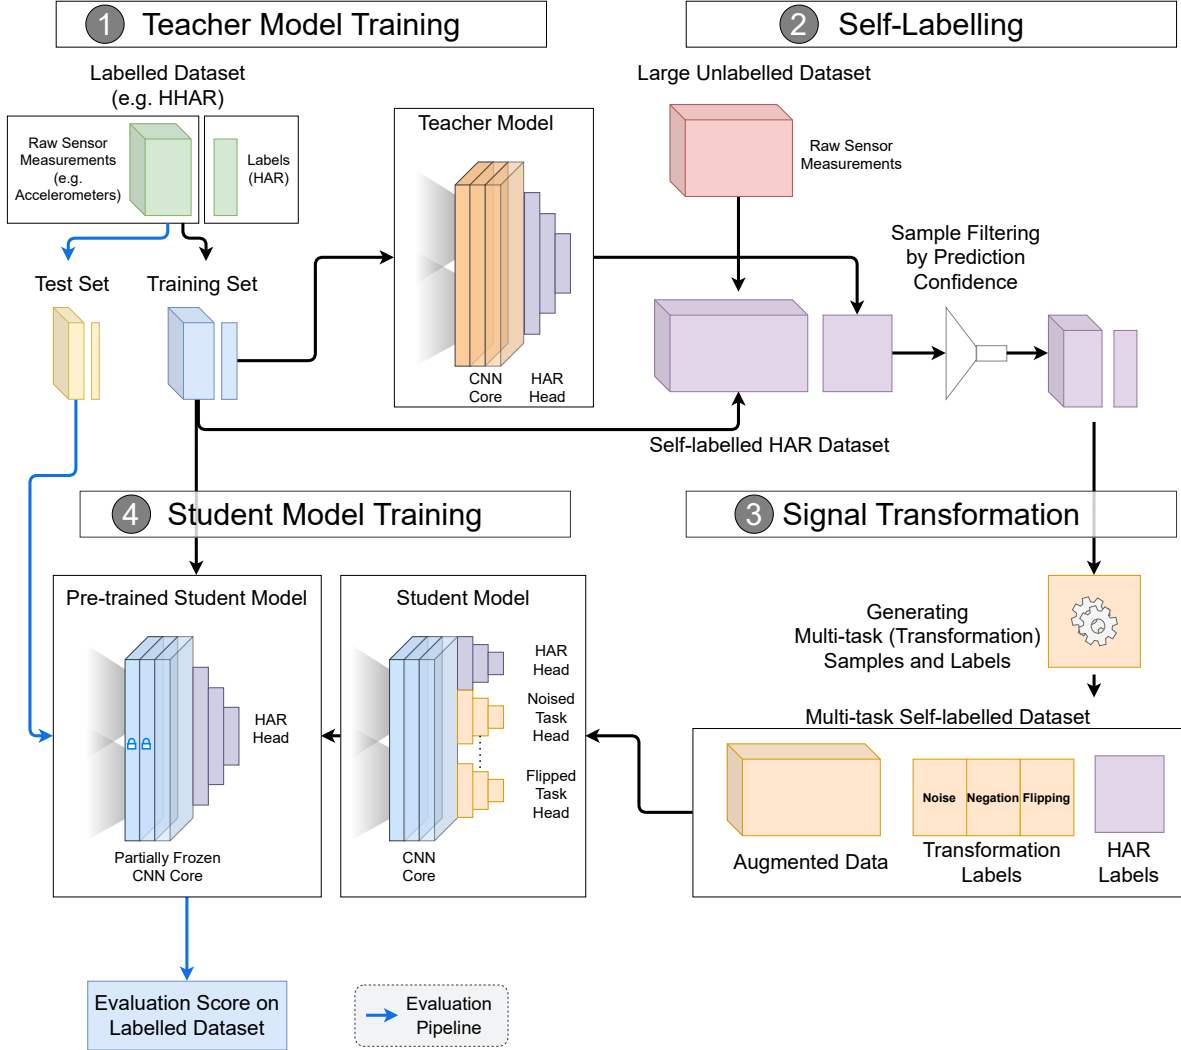 1 Teacher Model Training
Labelled Dataset
(e.g. HHAR)
Raw Sensor
Measurements
(e.g.
Accelerometers)
Labels
(HAR)
Test Set
Training Set
Teacher Model
CNN
Core
HAR
Head
2 Self-Labelling
Large Unlabelled Dataset
Raw Sensor
Measurements
Sample Filtering
by Prediction
Confidence
Self-labelled HAR Dataset
3 Signal Transformation
Generating
Multi-task (Transformation)
Samples and Labels
Multi-task Self-labelled Dataset
Augmented Data
Noise
Negation
Flipping
Transformation
Labels
HAR
Labels
4 Student Model Training
Student Model
HAR
Head
Noised
Task
Head
Flipped
Task
Head
CNN
Core
Pre-trained Student Model
HAR
Head
Partially Frozen
CNN Core
Evaluation Score on
Labelled Dataset
Evaluation
Pipeline